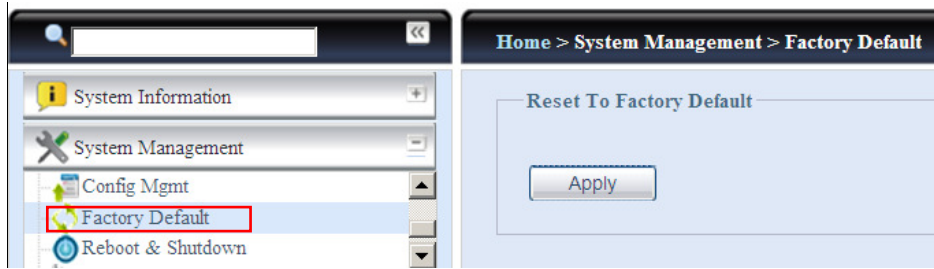 Home > System Management > Factory Default
System Information
System Management
Config Mgmt
Factory Default
Reboot & Shutdown
Reset To Factory Default
Apply